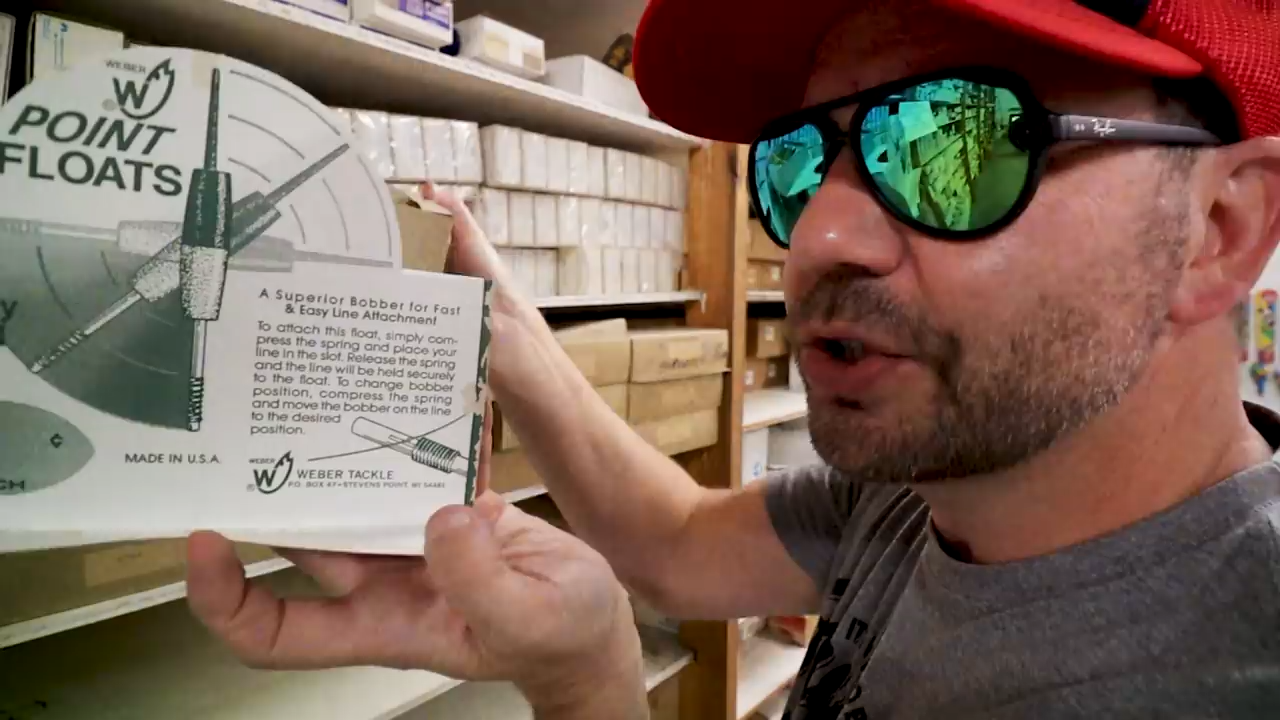 WEBER
W
®
POINT
FLOATS
A Superior Bobber for Fast
& Easy Line Attachment
To attach this float, simply com-
press the spring and place your
line in the slot. Release the spring
and the line will be held securely
to the float. To change bobber
position, compress the spring
and move the bobber on the line
to the desired
position.
MADE IN U.S.A.
WEBER
W
®
WEBER TACKLE
P.O. BOX 47 • STEVENS POINT, WI 54481
y
CH
Ray-Ban